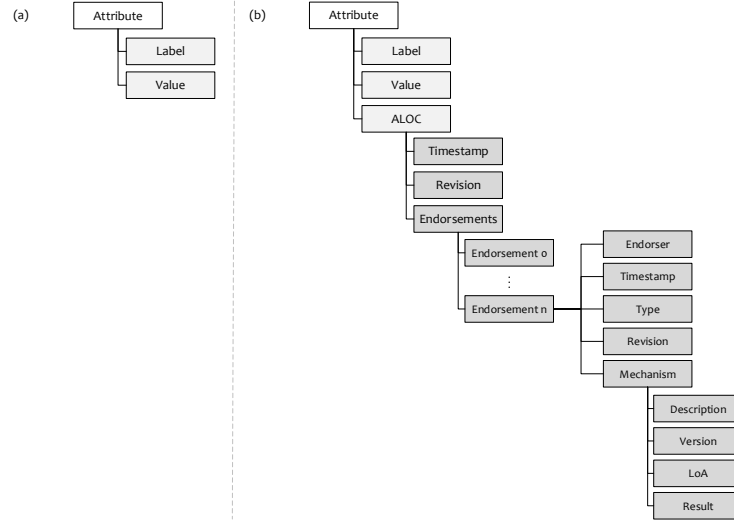 (a)
Attribute
Label
Value
(b)
Attribute
Label
Value
ALOC
Timestamp
Revision
Endorsements
Endorsement 0
⋮
Endorsement n
Endorser
Timestamp
Type
Revision
Mechanism
Description
Version
LoA
Result